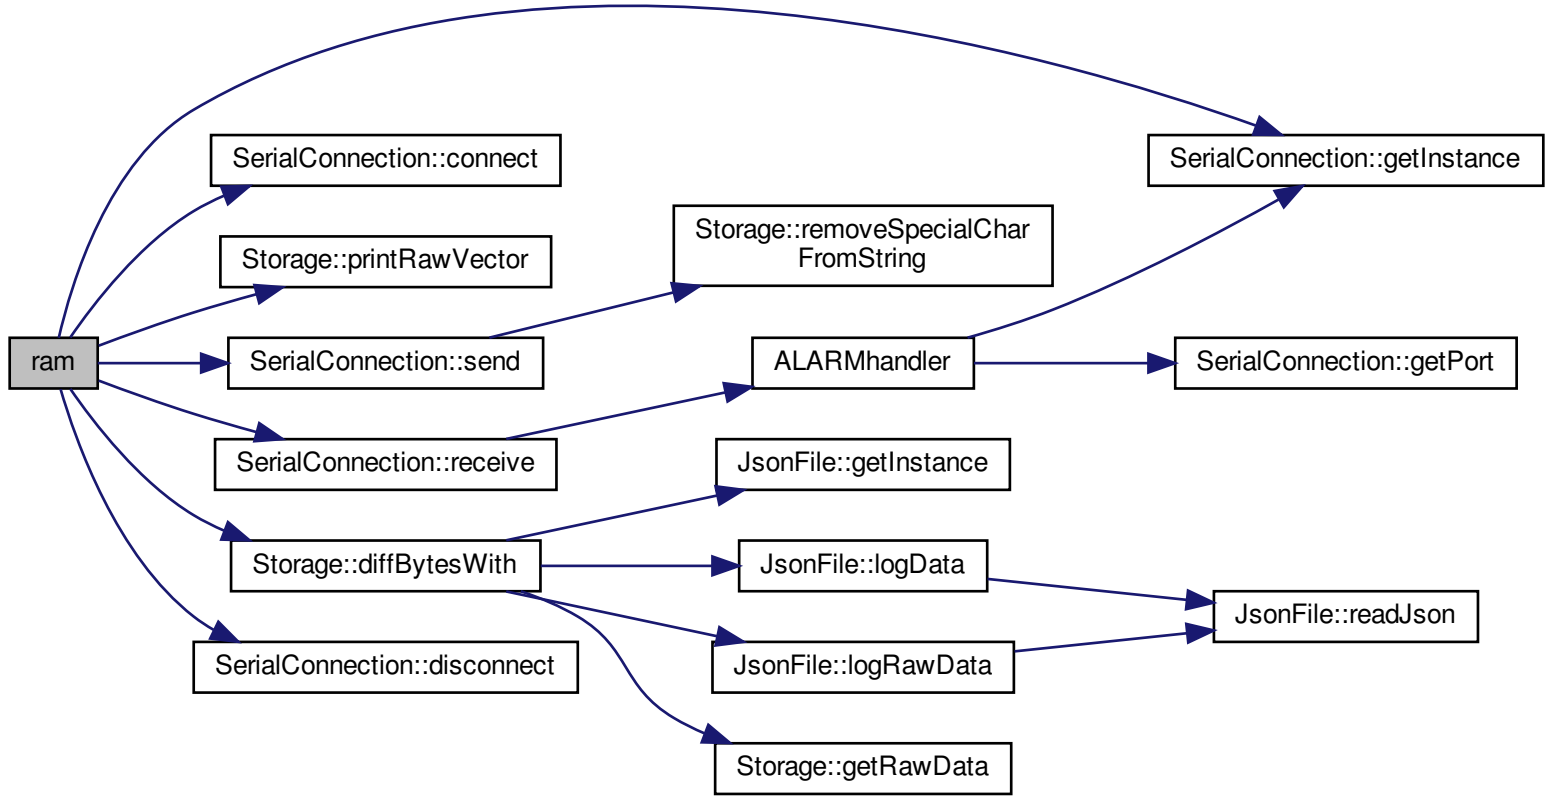 SerialConnection::connect
SerialConnection::getInstance
Storage::removeSpecialChar
FromString
Storage::printRawVector
ram
SerialConnection::send
ALARMhandler
SerialConnection::getPort
SerialConnection::receive
JsonFile::getInstance
Storage::diffBytesWith
JsonFile::logData
JsonFile::readJson
SerialConnection::disconnect
JsonFile::logRawData
Storage::getRawData